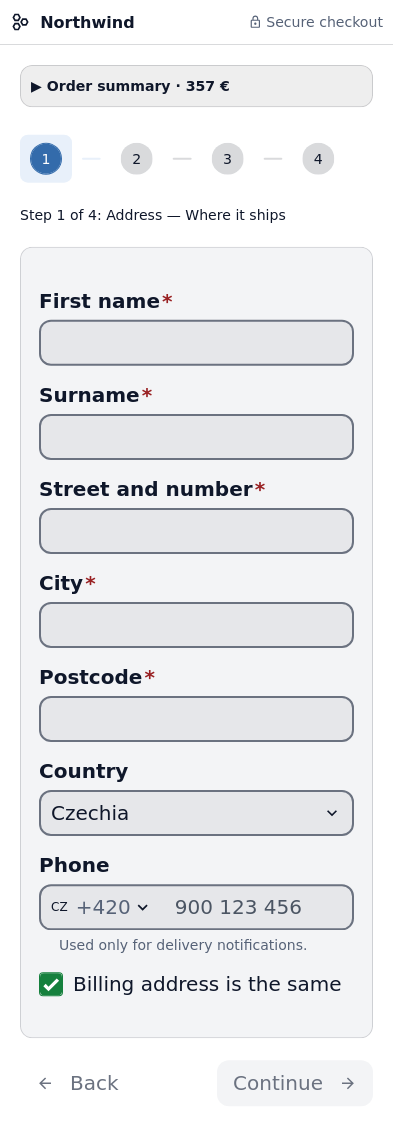 Northwind
Secure checkout
▶ Order summary · 357 €
1 2 3 4
Step 1 of 4: Address — Where it ships
First name*
Surname*
Street and number*
City*
Postcode*
Country
Czechia
Phone
CZ +420 900 123 456
Used only for delivery notifications.
Billing address is the same
← Back
Continue →